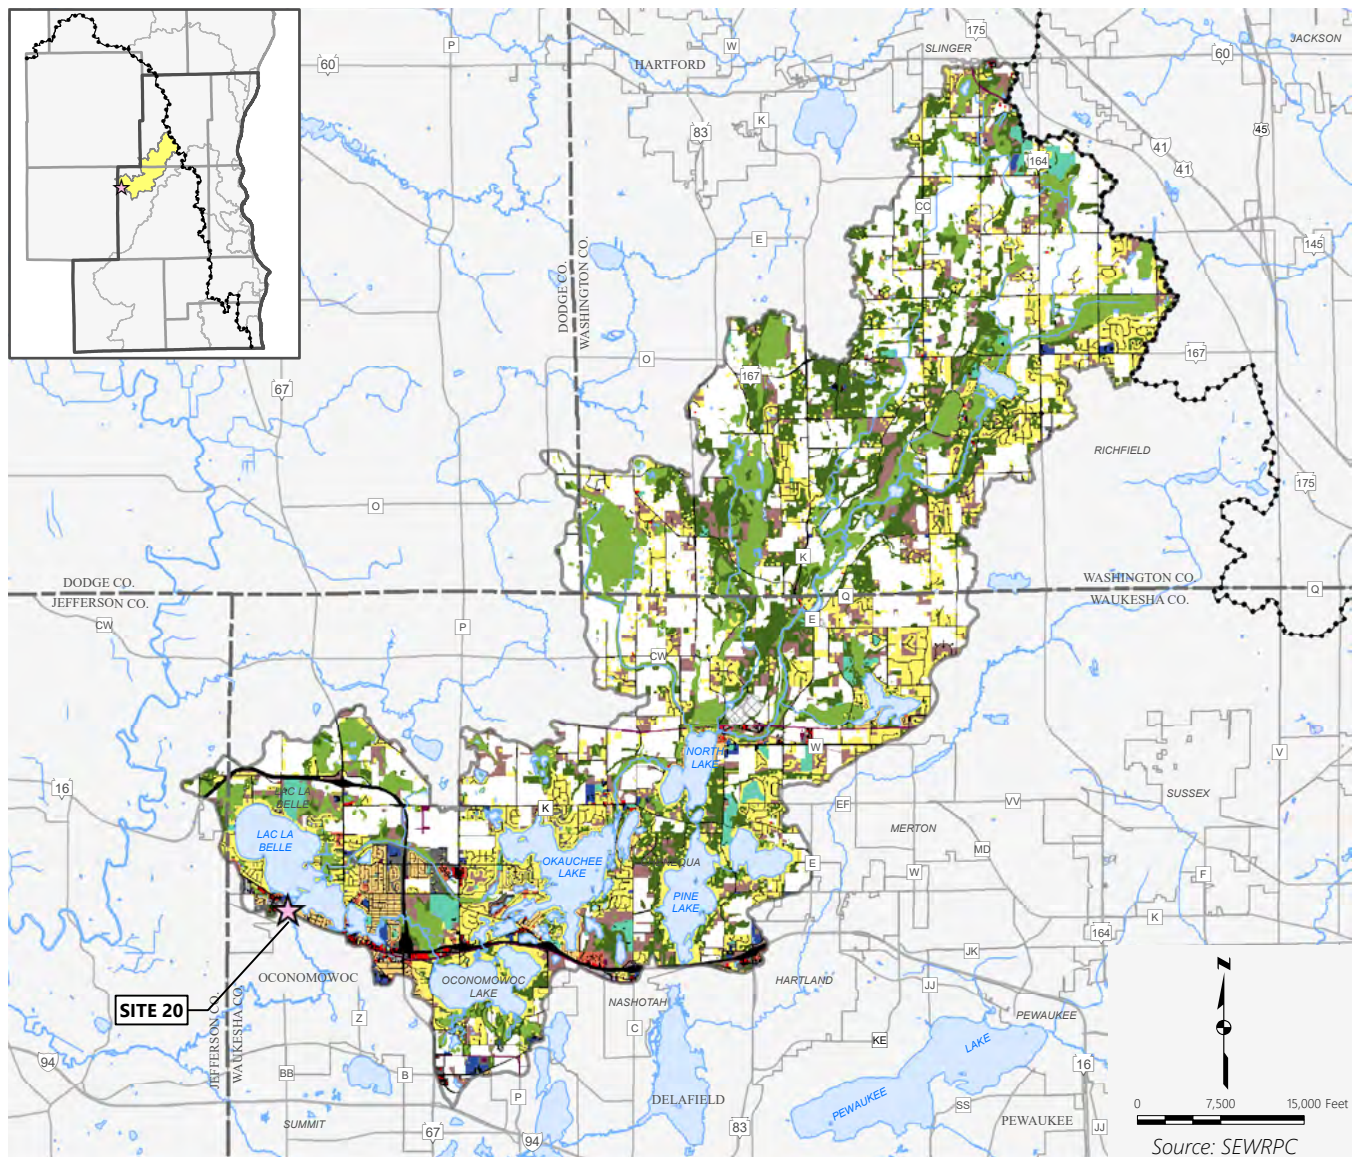 175
SLINGER
JACKSON
P
W
60
HARTFORD
60
K
83
45
41
164
41
CC
E
145
DODGE CO.
WASHINGTON CO.
O
167
167
67
RICHFIELD
175
O
K
DODGE CO.
JEFFERSON CO.
WASHINGTON CO.
WAUKESHA CO.
Q
Q
E
CW
P
CW
NORTH
LAKE
W
V
16
LAC LA
BELLE
K
EF
VV
SUSSEX
LAC LA
BELLE
MERTON
MD
OKAUCHEE
LAKE
E
W
F
PINE
LAKE
K
164
JK
OCONOMOWOC
OCONOMOWOC
LAKE
HARTLAND
JJ
NASHOTAH
SITE 20
Z
C
PEWAUKEE
JEFFERSON CO.
WAUKESHA CO.
KE
LAKE
94
BB
B
P
16
DELAFIELD
PEWAUKEE
SS
SUMMIT
67
94
83
PEWAUKEE
JJ
N
0 7,500 15,000 Feet
Source: SEWRPC